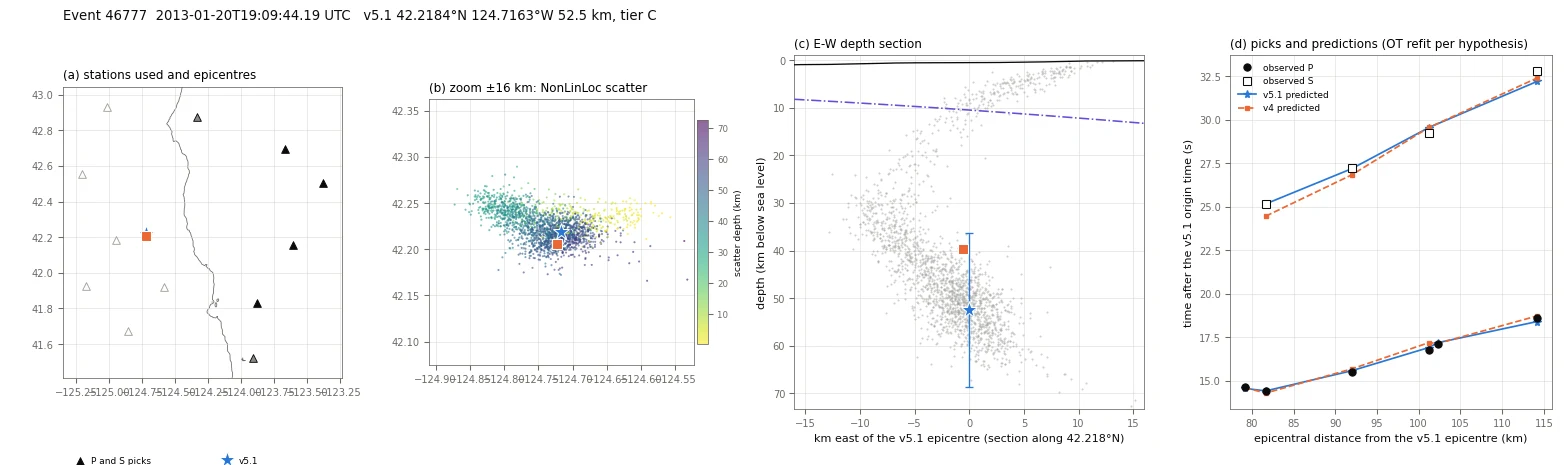 Event 46777  2013-01-20T19:09:44.19 UTC   v5.1 42.2184°N 124.7163°W 52.5 km, tier C
(a) stations used and epicentres
43.0
42.8
42.6
42.4
42.2
42.0
41.8
41.6
−125.25−125.00−124.75−124.50−124.25−124.00−123.75−123.50−123.25
▲ P and S picks
★ v5.1
(b) zoom ±16 km: NonLinLoc scatter
42.35
42.30
42.25
42.20
42.15
42.10
−124.90−124.85−124.80−124.75−124.70−124.65−124.60−124.55
70
60
50
40
30
20
10
scatter depth (km)
(c) E-W depth section
0
10
20
30
40
50
60
70
depth (km below sea level)
−15 −10 −5 0 5 10 15
km east of the v5.1 epicentre (section along 42.218°N)
(d) picks and predictions (OT refit per hypothesis)
observed P
observed S
v5.1 predicted
v4 predicted
32.5
30.0
27.5
25.0
22.5
20.0
17.5
15.0
time after the v5.1 origin time (s)
80 85 90 95 100 105 110 115
epicentral distance from the v5.1 epicentre (km)